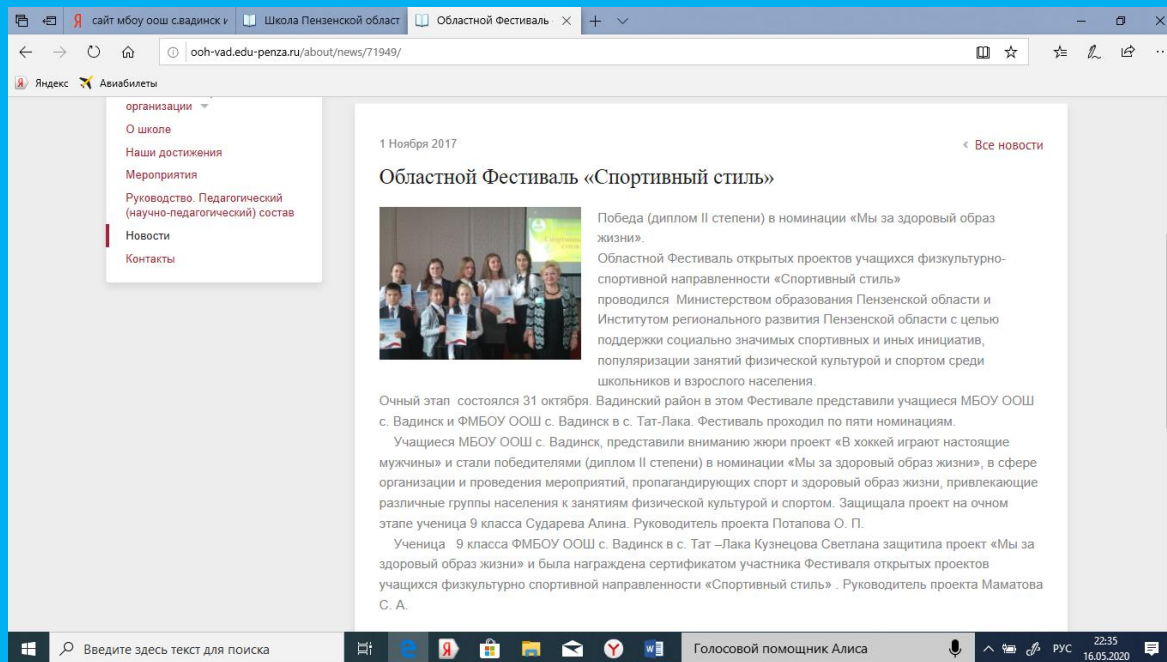 сайт мбоу оош с.вадинск и
Школа Пензенской област
Областной Фестиваль
ooh-vad.edu-penza.ru/about/news/71949/
Яндекс
Авиабилеты
организации
О школе
Наши достижения
Мероприятия
Руководство. Педагогический
(научно-педагогический) состав
Новости
Контакты
1 Ноября 2017
Все новости
Областной Фестиваль «Спортивный стиль»
Победа (диплом II степени) в номинации «Мы за здоровый образ
жизни».
Областной Фестиваль открытых проектов учащихся физкультурно-
спортивной направленности «Спортивный стиль»
проводился Министерством образования Пензенской области и
Институтом регионального развития Пензенской области с целью
поддержки социально значимых спортивных и иных инициатив,
популяризации занятий физической культурой и спортом среди
школьников и взрослого населения.
Очный этап состоялся 31 октября. Вадинский район в этом Фестивале представили учащиеся МБОУ ООШ
с. Вадинск и ФМБОУ ООШ с. Вадинск в с. Тат-Лака. Фестиваль проходил по пяти номинациям.
Учащиеся МБОУ ООШ с. Вадинск, представили вниманию жюри проект «В хоккей играют настоящие
мужчины» и стали победителями (диплом II степени) в номинации «Мы за здоровый образ жизни», в сфере
организации и проведения мероприятий, пропагандирующих спорт и здоровый образ жизни, привлекающие
различные группы населения к занятиям физической культурой и спортом. Защищала проект на очном
этапе ученица 9 класса Сударева Алина. Руководитель проекта Потапова О. П.
Ученица 9 класса ФМБОУ ООШ с. Вадинск в с. Тат –Лака Кузнецова Светлана защитила проект «Мы за
здоровый образ жизни» и была награждена сертификатом участника Фестиваля открытых проектов
учащихся физкультурно спортивной направленности «Спортивный стиль» . Руководитель проекта Маматова
С. А.
Введите здесь текст для поиска
Голосовой помощник Алиса
РУС
22:35
16.05.2020